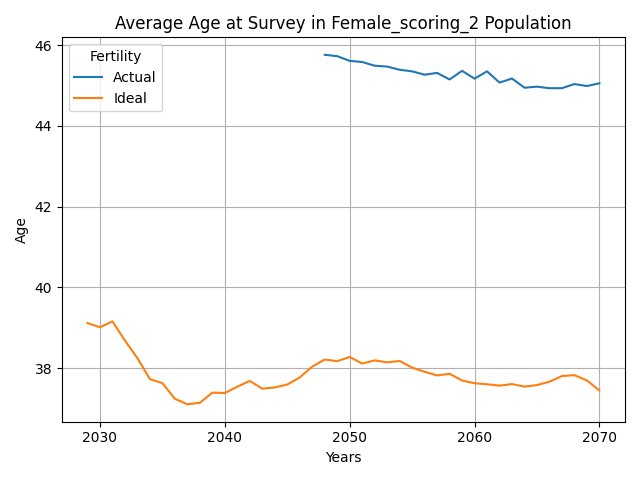 Average Age at Survey in Female_scoring_2 Population
Fertility
Actual
Ideal
46
44
42
40
38
Age
2030
2040
2050
2060
2070
Years